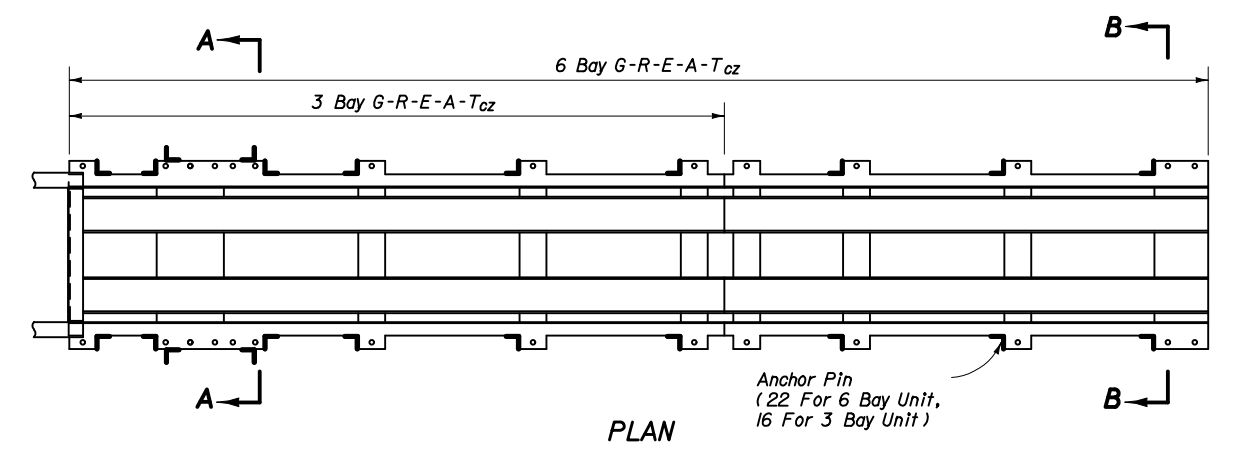 A
B
6 Bay G-R-E-A-Tcz
3 Bay G-R-E-A-Tcz
Anchor Pin
(22 For 6 Bay Unit,
16 For 3 Bay Unit)
A
B
PLAN